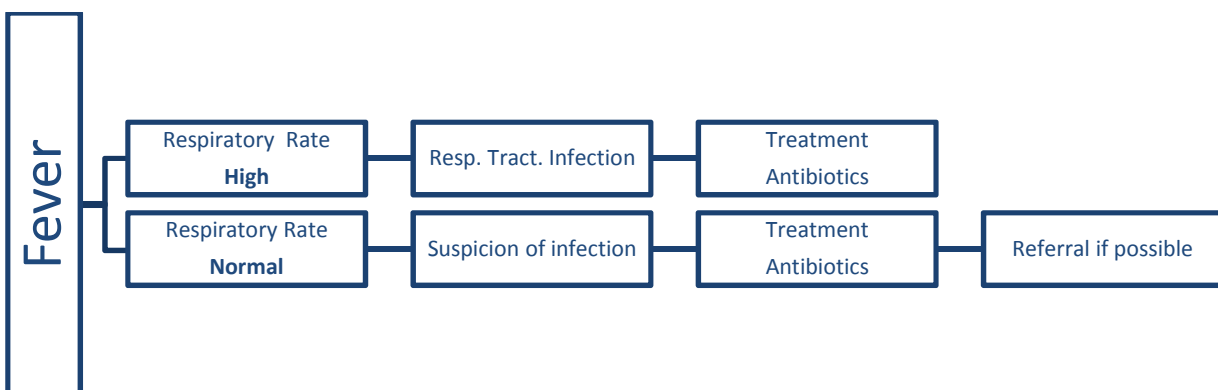 Fever
Respiratory Rate
High
Resp. Tract. Infection
Treatment
Antibiotics
Respiratory Rate
Normal
Suspicion of infection
Treatment
Antibiotics
Referral if possible